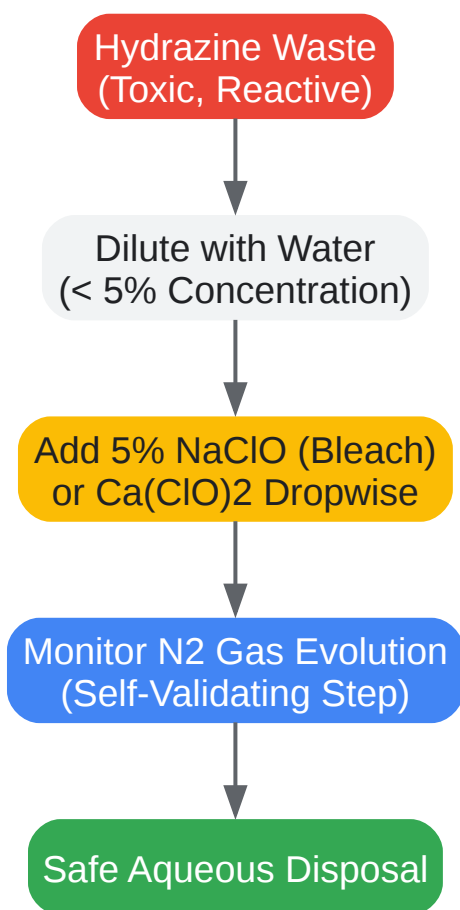 Hydrazine Waste
(Toxic, Reactive)
Dilute with Water
(< 5% Concentration)
Add 5% NaClO (Bleach)
or Ca(ClO)2 Dropwise
Monitor N2 Gas Evolution
(Self-Validating Step)
Safe Aqueous Disposal